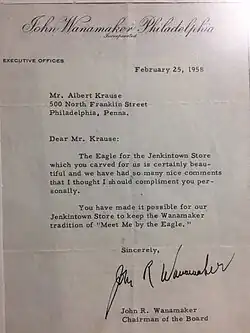 John Wanamaker Philadelphia
Incorporated
EXECUTIVE OFFICES
February 25, 1958
Mr. Albert Krause
500 North Franklin Street
Philadelphia, Penna.
Dear Mr. Krause:
The Eagle for the Jenkintown Store
which you carved for us is certainly beau-
tiful and we have had so many nice comments
that I thought I should compliment you per-
sonally.
You have made it possible for our
Jenkintown Store to keep the Wanamaker
tradition of "Meet Me by the Eagle."
Sincerely,
John R Wanamaker
John R. Wanamaker
Chairman of the Board